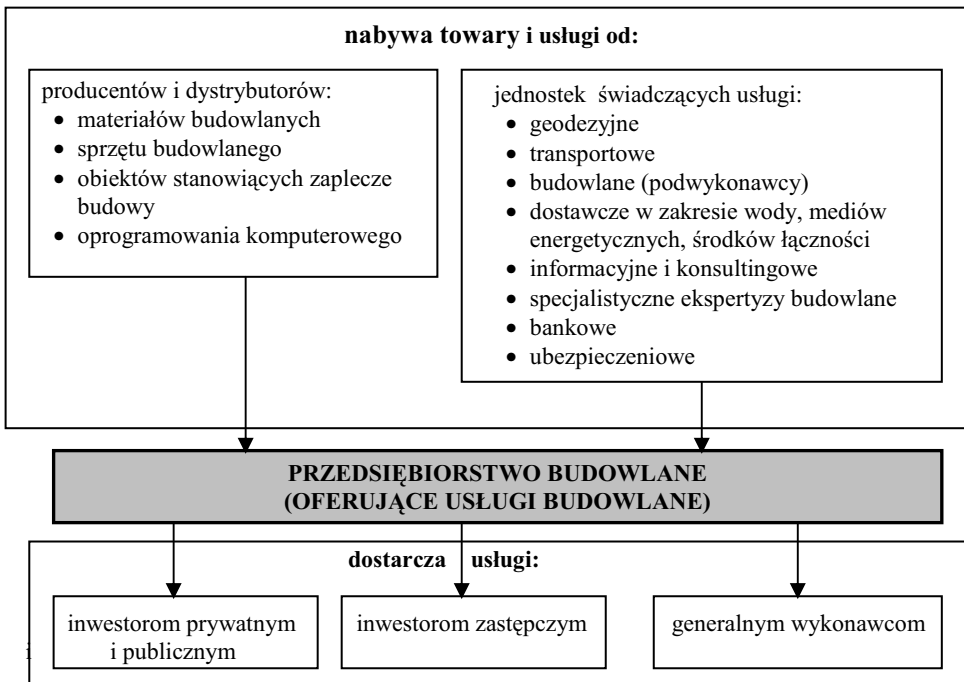 nabywa towary i usługi od:
producentów i dystrybutorów:
• materiałów budowlanych
• sprzętu budowlanego
• obiektów stanowiących zaplecze
budowy
• oprogramowania komputerowego
jednostek świadczących usługi:
• geodezyjne
• transportowe
• budowlane (podwykonawcy)
• dostawcze w zakresie wody, mediów
energetycznych, środków łączności
• informacyjne i konsultingowe
• specjalistyczne ekspertyzy budowlane
• bankowe
• ubezpieczeniowe
PRZEDSIĘBIORSTWO BUDOWLANE
(OFERUJĄCE USŁUGI BUDOWLANE)
dostarcza usługi:
inwestorom prywatnym
i publicznym
inwestorom zastępczym
generalnym wykonawcom
i